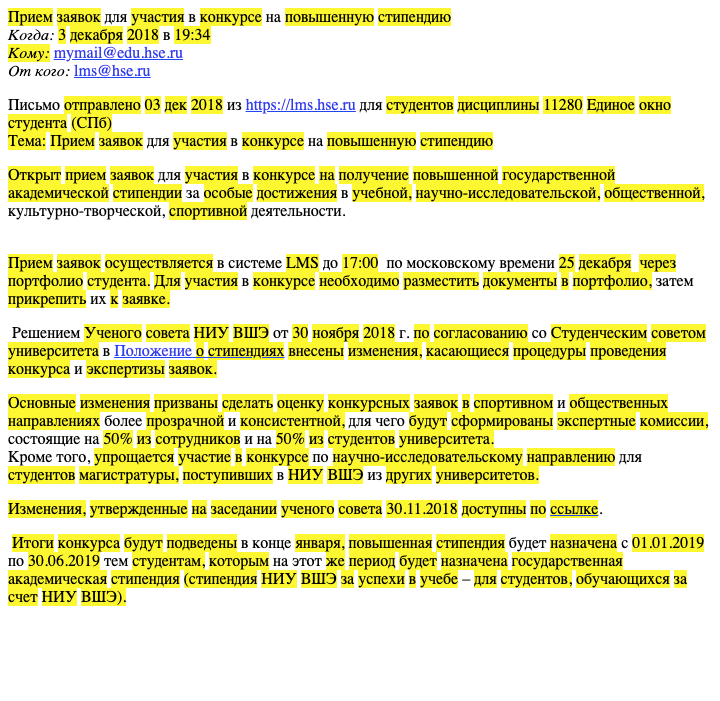 Прием заявок для участия в конкурсе на повышенную стипендию
Когда: 3 декабря 2018 в 19:34
Кому: mymail@edu.hse.ru
От кого: lms@hse.ru
Письмо отправлено 03 дек 2018 из https://lms.hse.ru для студентов дисциплины 11280 Единое окно
студента (СПб)
Тема: Прием заявок для участия в конкурсе на повышенную стипендию
Открыт прием заявок для участия в конкурсе на получение повышенной государственной
академической стипендии за особые достижения в учебной, научно-исследовательской, общественной,
культурно-творческой, спортивной деятельности.
Прием заявок осуществляется в системе LMS до 17:00 по московскому времени 25 декабря через
портфолио студента. Для участия в конкурсе необходимо разместить документы в портфолио, затем
прикрепить их к заявке.
Решением Ученого совета НИУ ВШЭ от 30 ноября 2018 г. по согласованию со Студенческим советом
университета в Положение о стипендиях внесены изменения, касающиеся процедуры проведения
конкурса и экспертизы заявок.
Основные изменения призваны сделать оценку конкурсных заявок в спортивном и общественных
направлениях более прозрачной и консистентной, для чего будут сформированы экспертные комиссии,
состоящие на 50% из сотрудников и на 50% из студентов университета.
Кроме того, упрощается участие в конкурсе по научно-исследовательскому направлению для
студентов магистратуры, поступивших в НИУ ВШЭ из других университетов.
Изменения, утвержденные на заседании ученого совета 30.11.2018 доступны по ссылке.
Итоги конкурса будут подведены в конце января, повышенная стипендия будет назначена с 01.01.2019
по 30.06.2019 тем студентам, которым на этот же период будет назначена государственная
академическая стипендия (стипендия НИУ ВШЭ за успехи в учебе – для студентов, обучающихся за
счет НИУ ВШЭ).